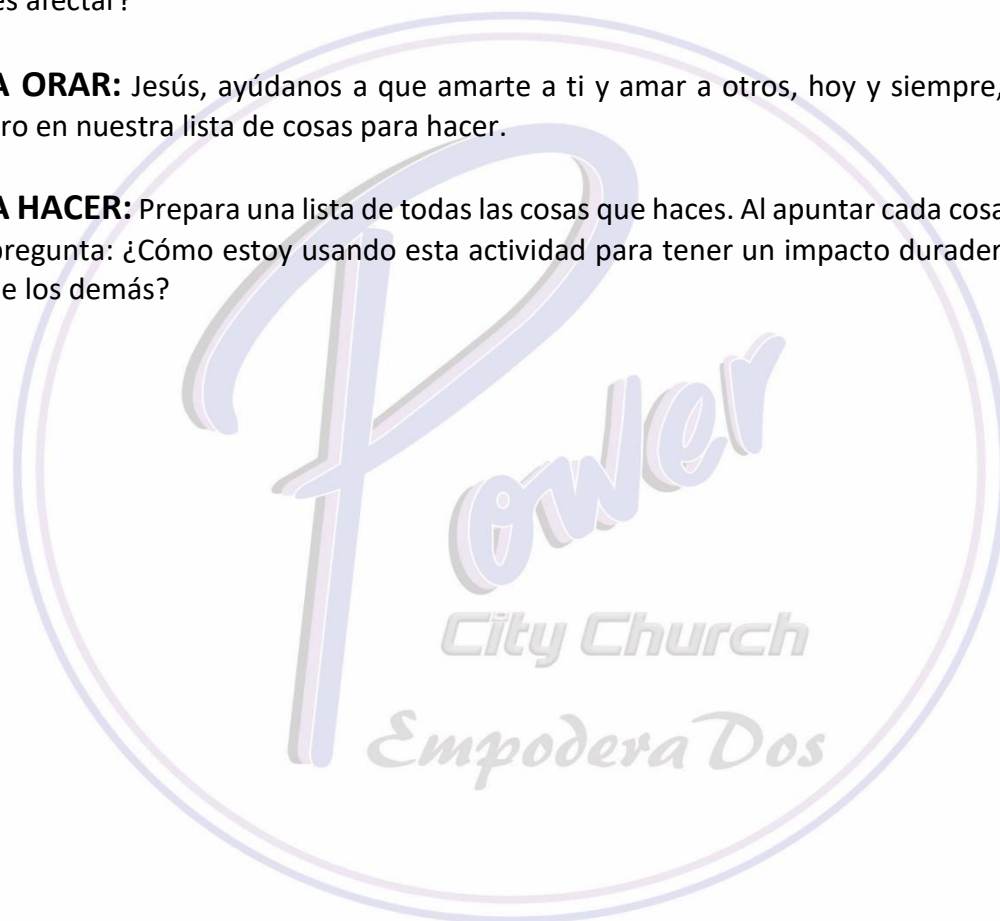 es afectar?
A ORAR: Jesús, ayúdanos a que amarte a ti y amar a otros, hoy y siempre,
ro en nuestra lista de cosas para hacer.
A HACER: Prepara una lista de todas las cosas que haces. Al apuntar cada cosa
pregunta: ¿Cómo estoy usando esta actividad para tener un impacto durader
e los demás?
Power
City Church
Empodera Dos